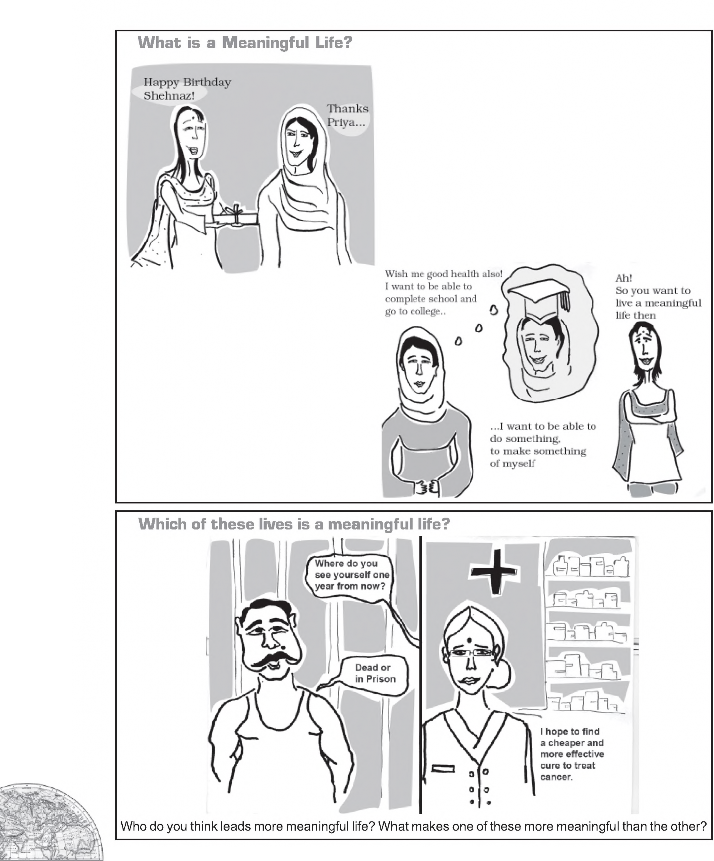 What is a Meaningful Life?
Happy Birthday
Shehnaz!
Thanks
Priya...
Wish me good health also!
I want to be able to
complete school and
go to college..
Ah!
So you want to
live a meaningful
life then
...I want to be able to
do something,
to make something
of myself
Which of these lives is a meaningful life?
Where do you
see yourself one
year from now?
Dead or
in Prison
I hope to find
a cheaper and
more effective
cure to treat
cancer.
Who do you think leads more meaningful life? What makes one of these more meaningful than the other?